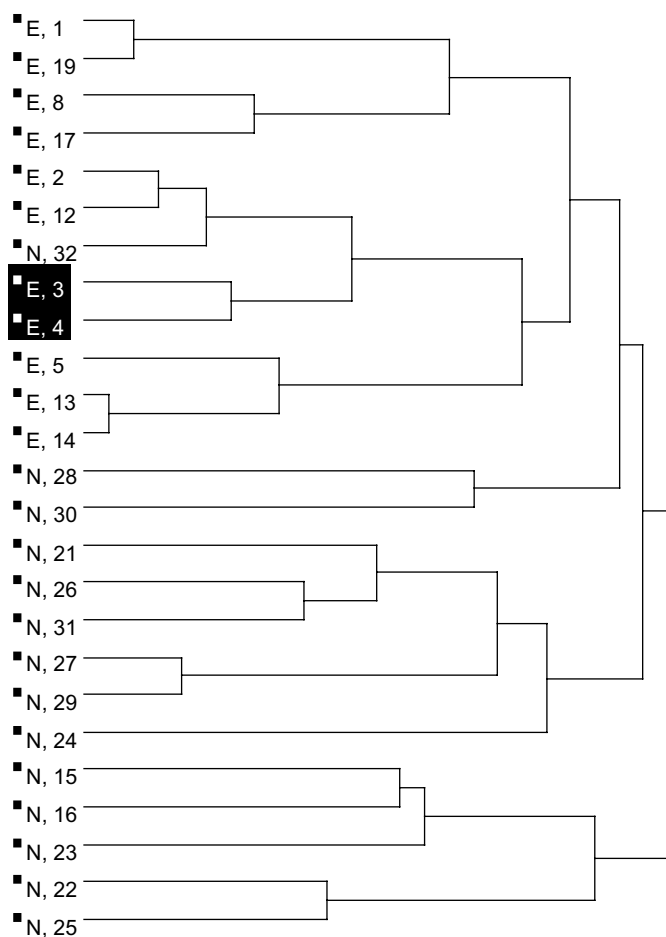 E, 1
E, 19
E, 8
E, 17
E, 2
E, 12
N, 32
E, 3
E, 4
E, 5
E, 13
E, 14
N, 28
N, 30
N, 21
N, 26
N, 31
N, 27
N, 29
N, 24
N, 15
N, 16
N, 23
N, 22
N, 25